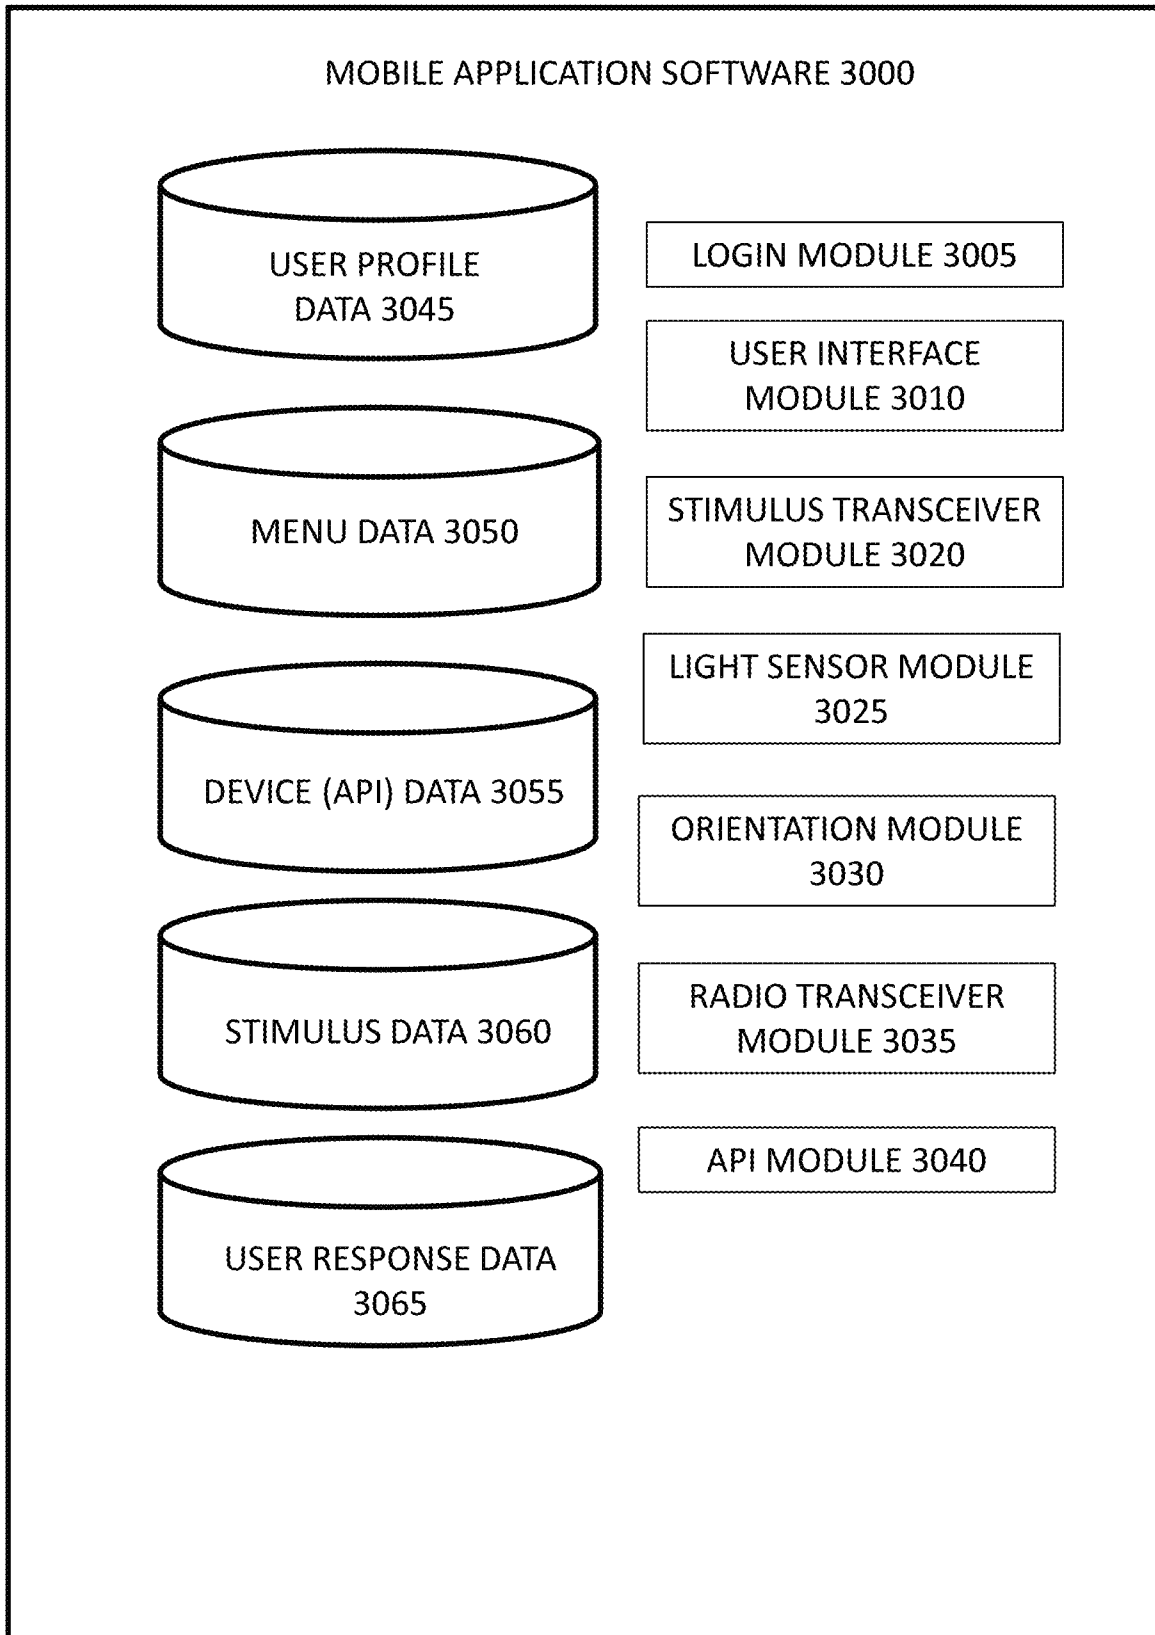 MOBILE APPLICATION SOFTWARE 3000
USER PROFILE
DATA 3045
MENU DATA 3050
DEVICE (API) DATA 3055
STIMULUS DATA 3060
USER RESPONSE DATA
3065
LOGIN MODULE 3005
USER INTERFACE
MODULE 3010
STIMULUS TRANSCEIVER
MODULE 3020
LIGHT SENSOR MODULE
3025
ORIENTATION MODULE
3030
RADIO TRANSCEIVER
MODULE 3035
API MODULE 3040